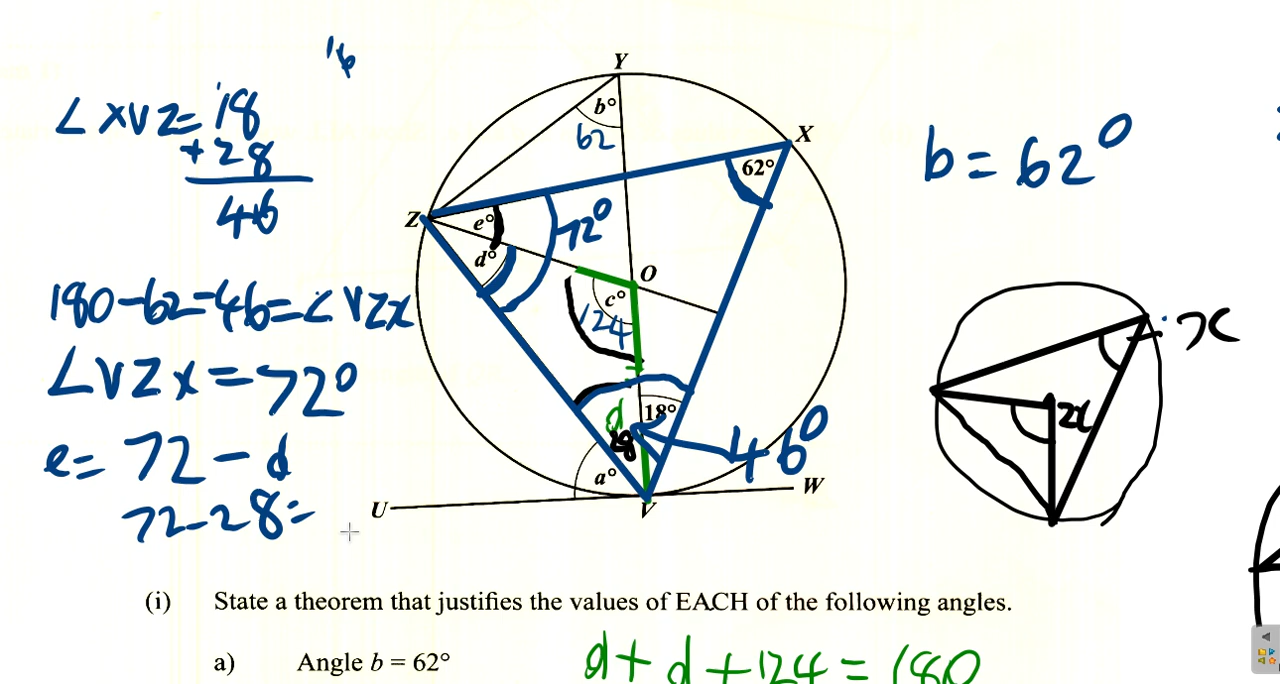 16
∠XVZ = 18
+ 28
46
180-62-46=∠VZX
∠VZX=72°
e= 72 - d
72-28=
Y
b°
62
X
62°
Z
e°
72°
d°
O
c°
124
d
18°
28
46°
a°
U
V
W
b = 62°
x
2x
(i) State a theorem that justifies the values of EACH of the following angles.
a) Angle b = 62°
d + d + 124 = 180